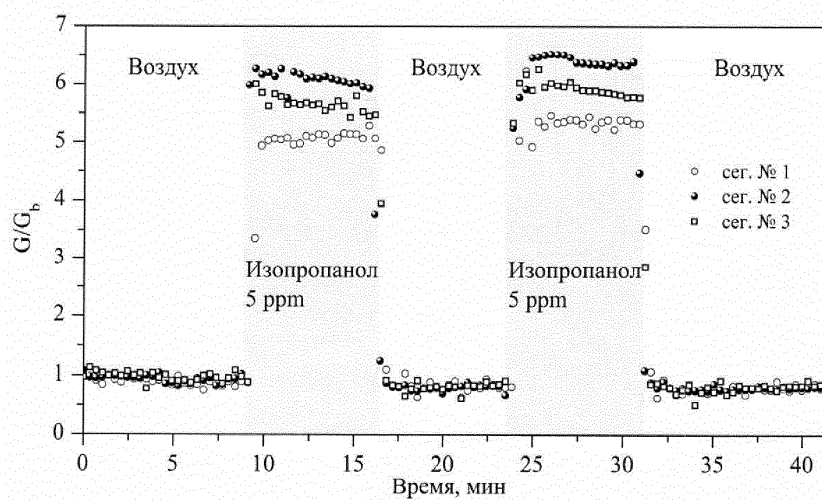 7
6
5
4
3
2
1
0
G/G_b
Воздух
Воздух
Воздух
Изопропанол
5 ppm
Изопропанол
5 ppm
сег. № 1
сег. № 2
сег. № 3
0 5 10 15 20 25 30 35 40
Время, мин